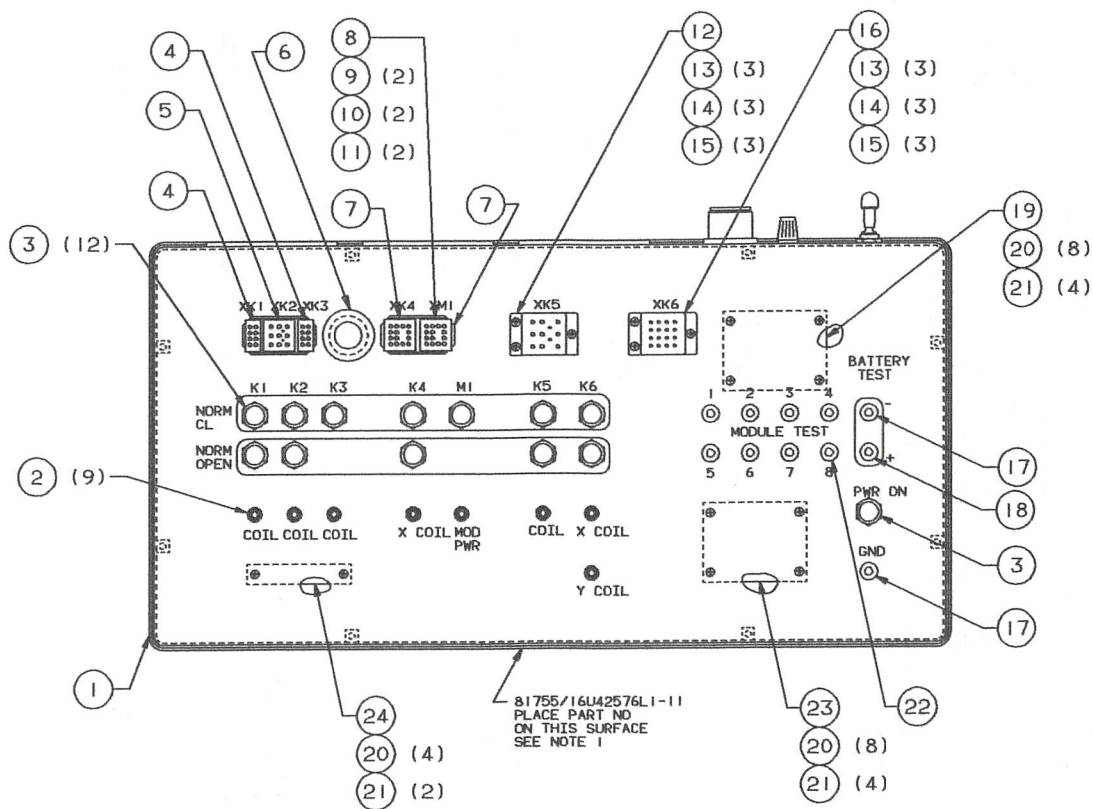 4
6
8
12
16
9 (2)
13 (3)
13 (3)
5
10 (2)
14 (3)
14 (3)
11 (2)
15 (3)
15 (3)
4
7
7
19
3 (12)
20 (8)
21 (4)
XK1 XK2 XK3
XK4 XM1
XK5
XK6
BATTERY
TEST
K1 K2 K3 K4 M1 K5 K6
1 2 3 4
NORM
CL
-
MODULE TEST
NORM
OPEN
+
5 6 7 8
17
2 (9)
18
PWR ON
COIL COIL COIL
X COIL
MOD
PWR
COIL
X COIL
GND
3
Y COIL
17
1
81755/16U42576L1-11
PLACE PART NO
ON THIS SURFACE
SEE NOTE 1
24
20 (4)
21 (2)
23
20 (8)
21 (4)
22